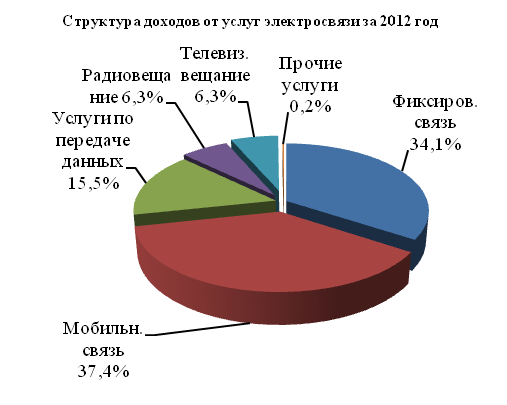 Структура доходов от услуг электросвязи за 2012 год
Телевиз.
вещание
6,3%
Прочие
услуги
0,2%
Радиовеща
ние 6,3%
Фиксиров.
связь
34,1%
Услуги по
передаче
данных
15,5%
Мобильн.
связь
37,4%